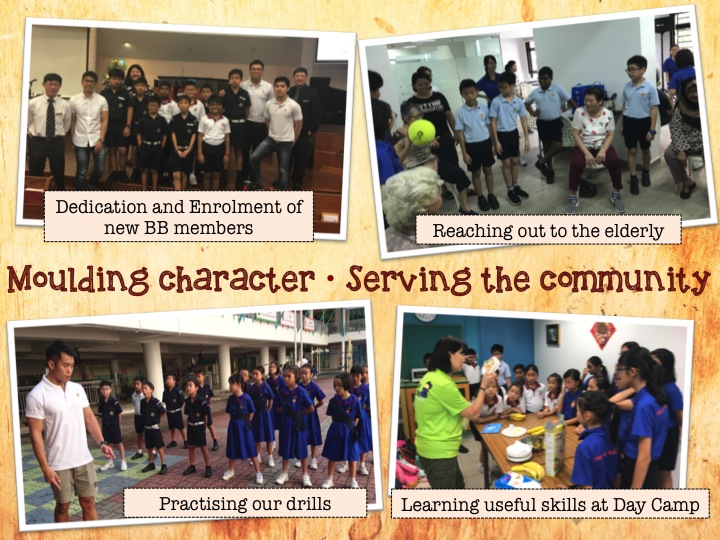 Dedication and Enrolment of
new BB members
Reaching out to the elderly
Moulding character • Serving the community
Practising our drills
Learning useful skills at Day Camp